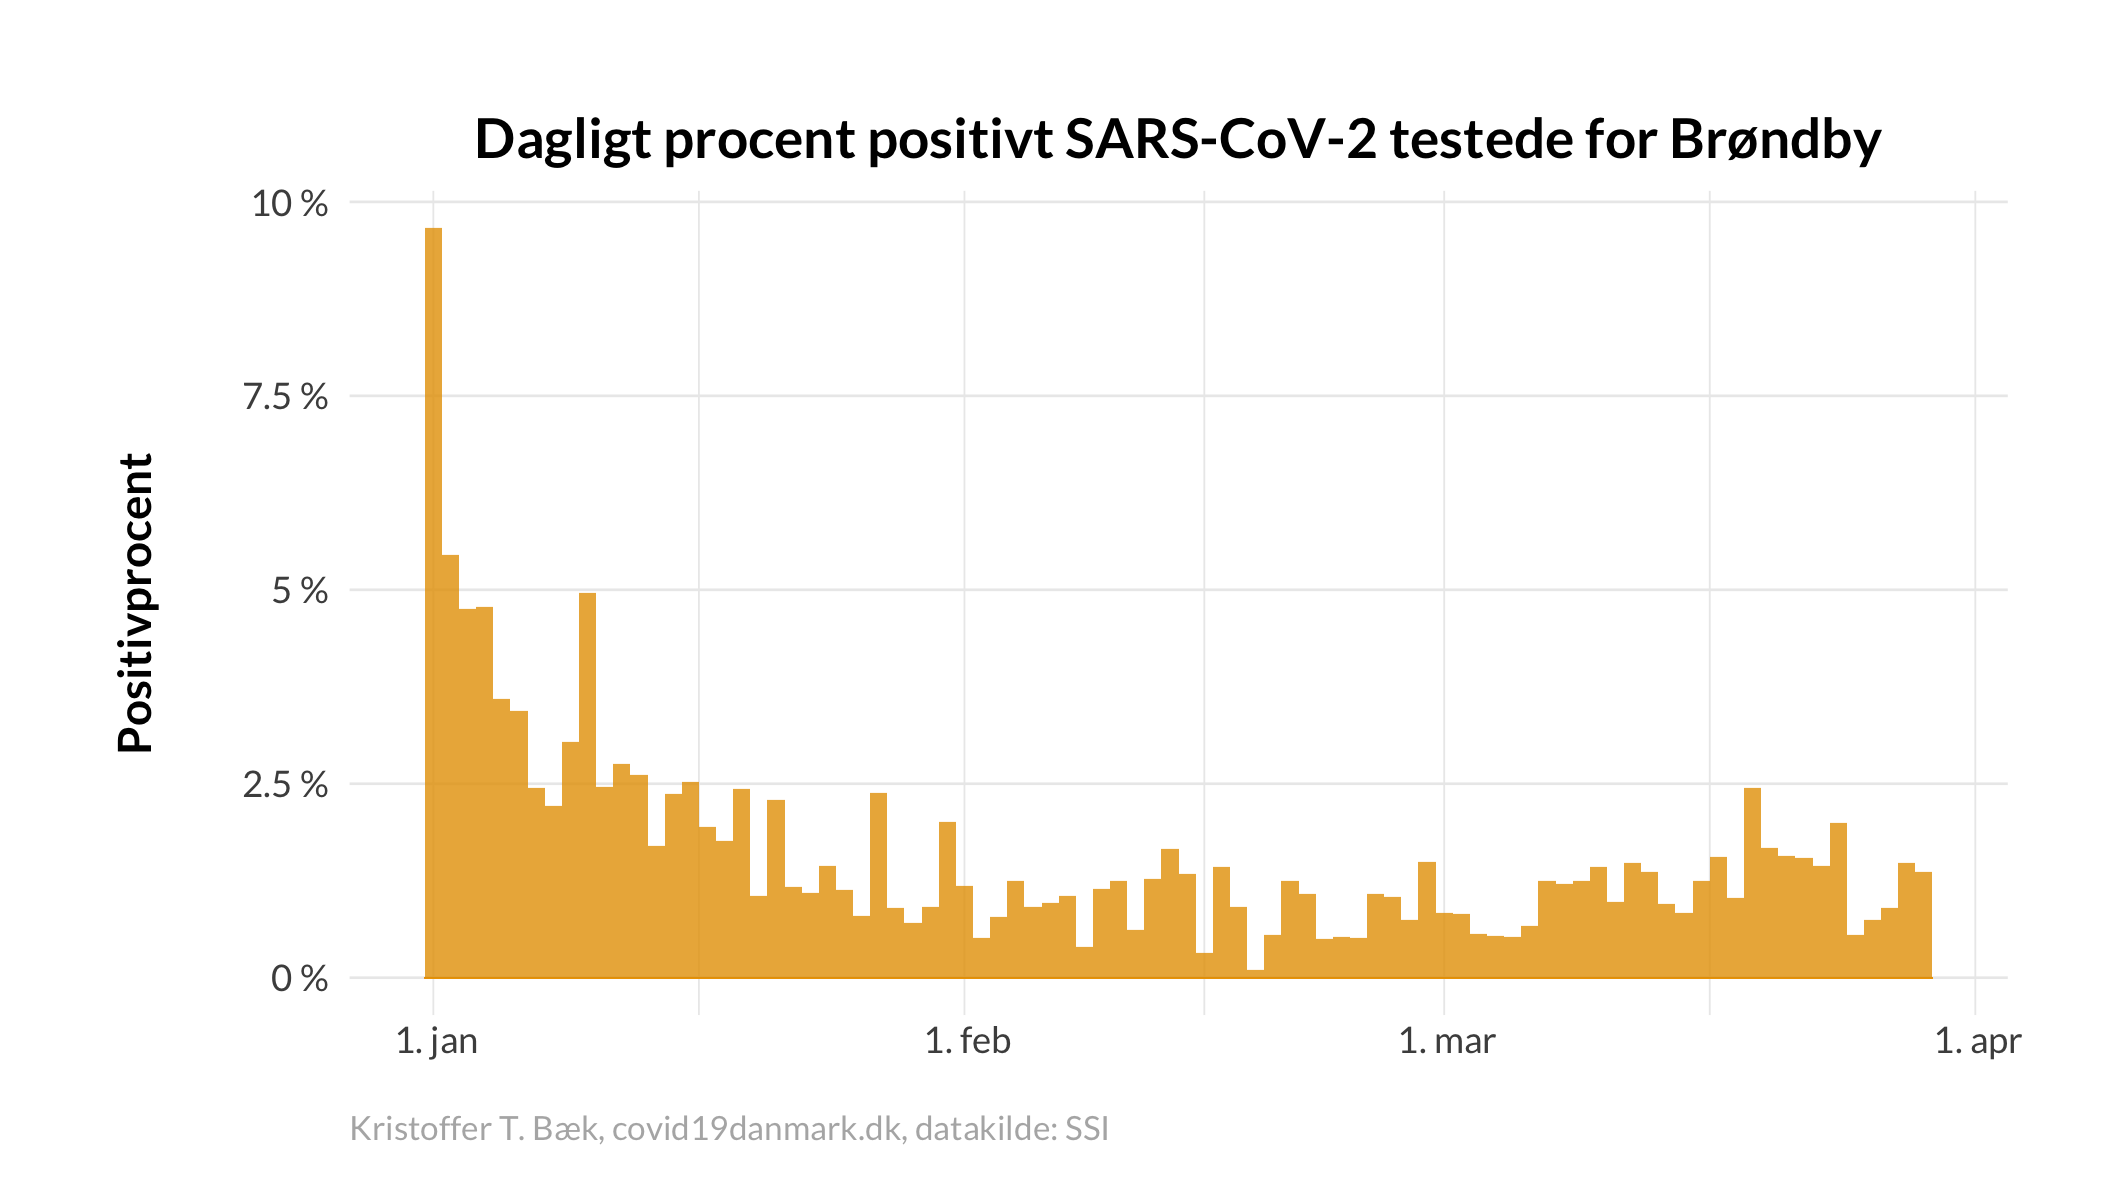 Dagligt procent positivt SARS-CoV-2 testede for Brøndby
10 %
7.5 %
5 %
2.5 %
0 %
Positivprocent
1. jan
1. feb
1. mar
1. apr
Kristoffer T. Bæk, covid19danmark.dk, datakilde: SSI